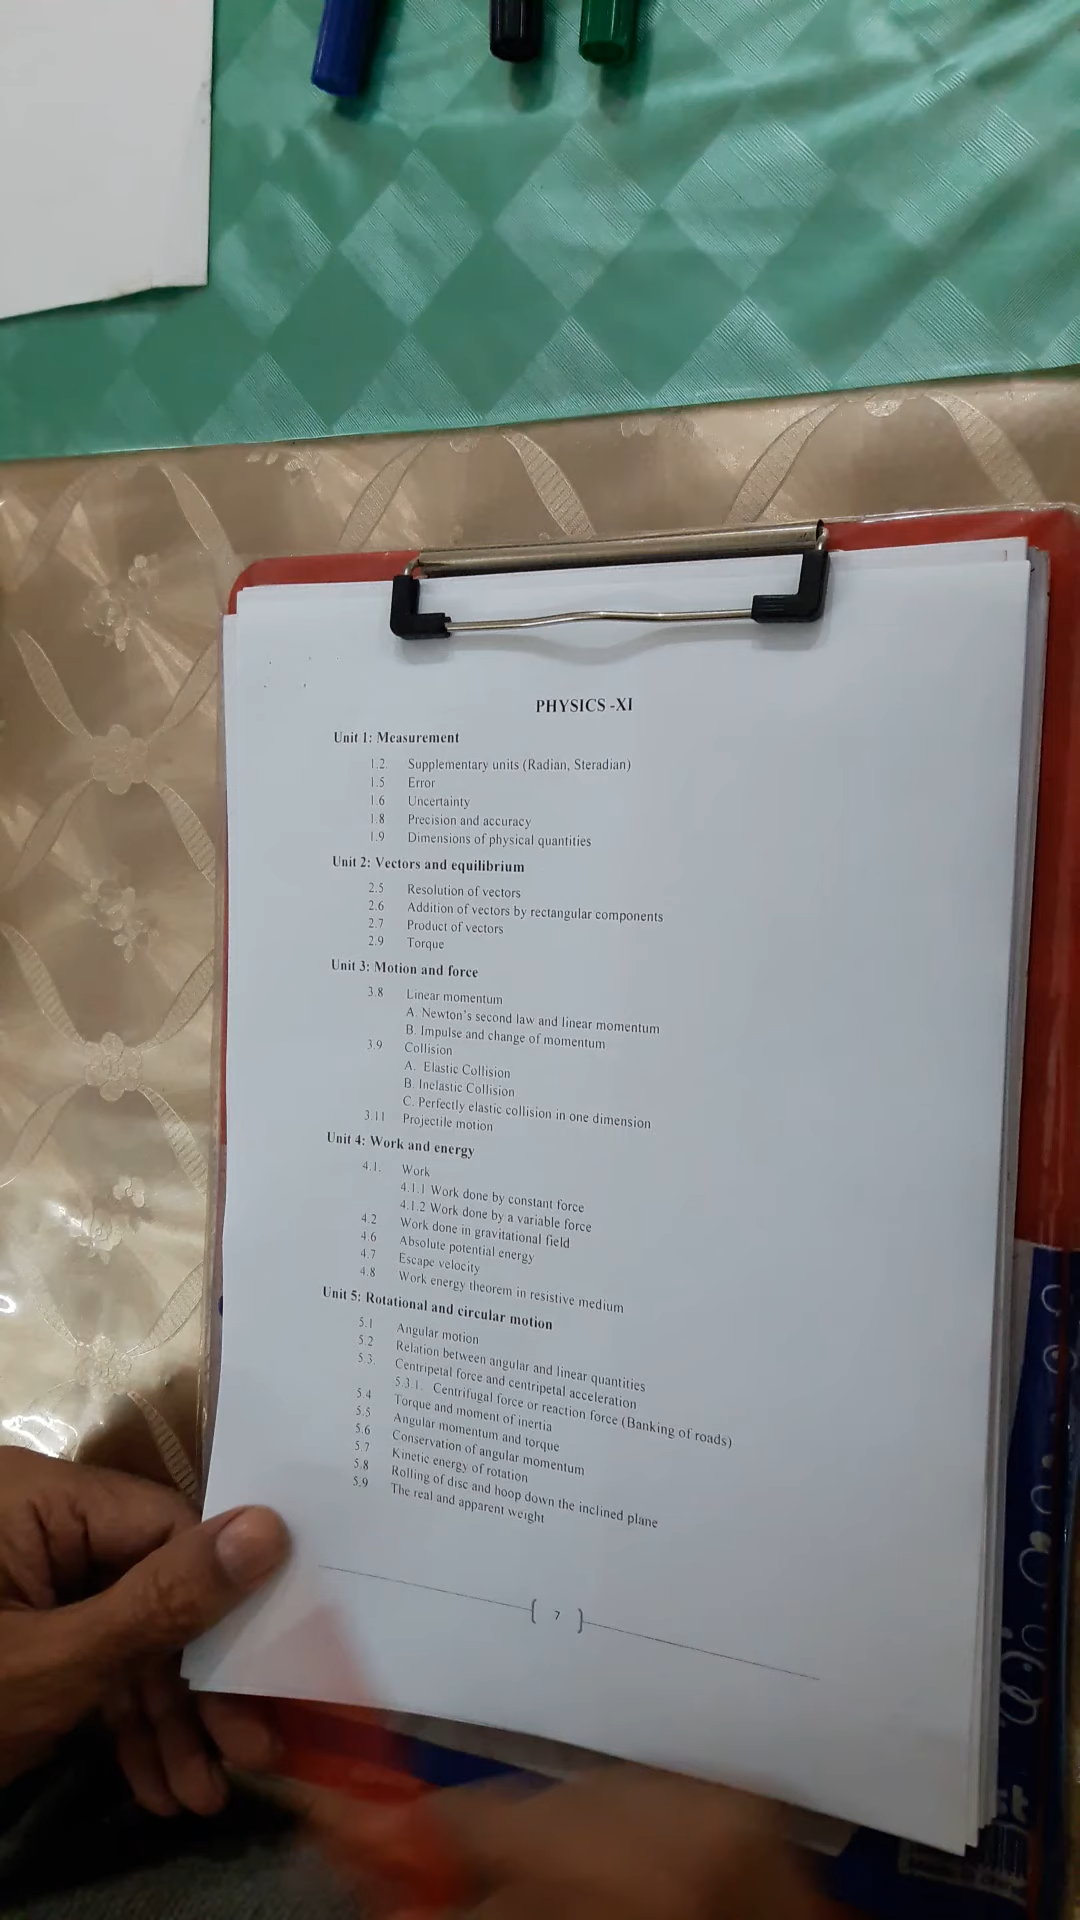 PHYSICS -XI
Unit 1: Measurement
1.2. Supplementary units (Radian, Steradian)
1.5 Error
1.6 Uncertainty
1.8 Precision and accuracy
1.9 Dimensions of physical quantities
Unit 2: Vectors and equilibrium
2.5 Resolution of vectors
2.6 Addition of vectors by rectangular components
2.7 Product of vectors
2.9 Torque
Unit 3: Motion and force
3.8 Linear momentum
A. Newton's second law and linear momentum
B. Impulse and change of momentum
3.9 Collision
A. Elastic Collision
B. Inelastic Collision
C. Perfectly elastic collision in one dimension
3.11 Projectile motion
Unit 4: Work and energy
4.1. Work
4.1.1 Work done by constant force
4.1.2 Work done by a variable force
4.2 Work done in gravitational field
4.6 Absolute potential energy
4.7 Escape velocity
4.8 Work energy theorem in resistive medium
Unit 5: Rotational and circular motion
5.1 Angular motion
5.2 Relation between angular and linear quantities
5.3. Centripetal force and centripetal acceleration
5.3.1. Centrifugal force or reaction force (Banking of roads)
5.4 Torque and moment of inertia
5.5 Angular momentum and torque
5.6 Conservation of angular momentum
5.7 Kinetic energy of rotation
5.8 Rolling of disc and hoop down the inclined plane
5.9 The real and apparent weight
{ 7 }